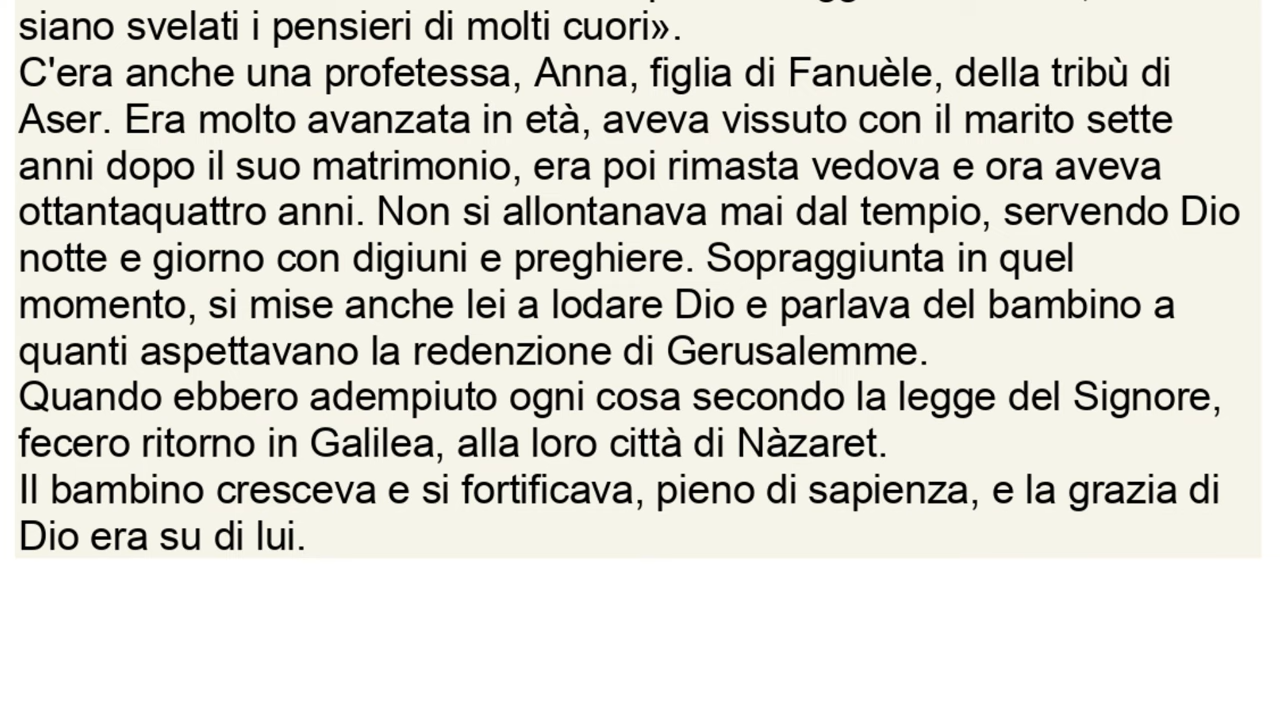 siano svelati i pensieri di molti cuori».
C'era anche una profetessa, Anna, figlia di Fanuèle, della tribù di
Aser. Era molto avanzata in età, aveva vissuto con il marito sette
anni dopo il suo matrimonio, era poi rimasta vedova e ora aveva
ottantaquattro anni. Non si allontanava mai dal tempio, servendo Dio
notte e giorno con digiuni e preghiere. Sopraggiunta in quel
momento, si mise anche lei a lodare Dio e parlava del bambino a
quanti aspettavano la redenzione di Gerusalemme.
Quando ebbero adempiuto ogni cosa secondo la legge del Signore,
fecero ritorno in Galilea, alla loro città di Nàzaret.
Il bambino cresceva e si fortificava, pieno di sapienza, e la grazia di
Dio era su di lui.